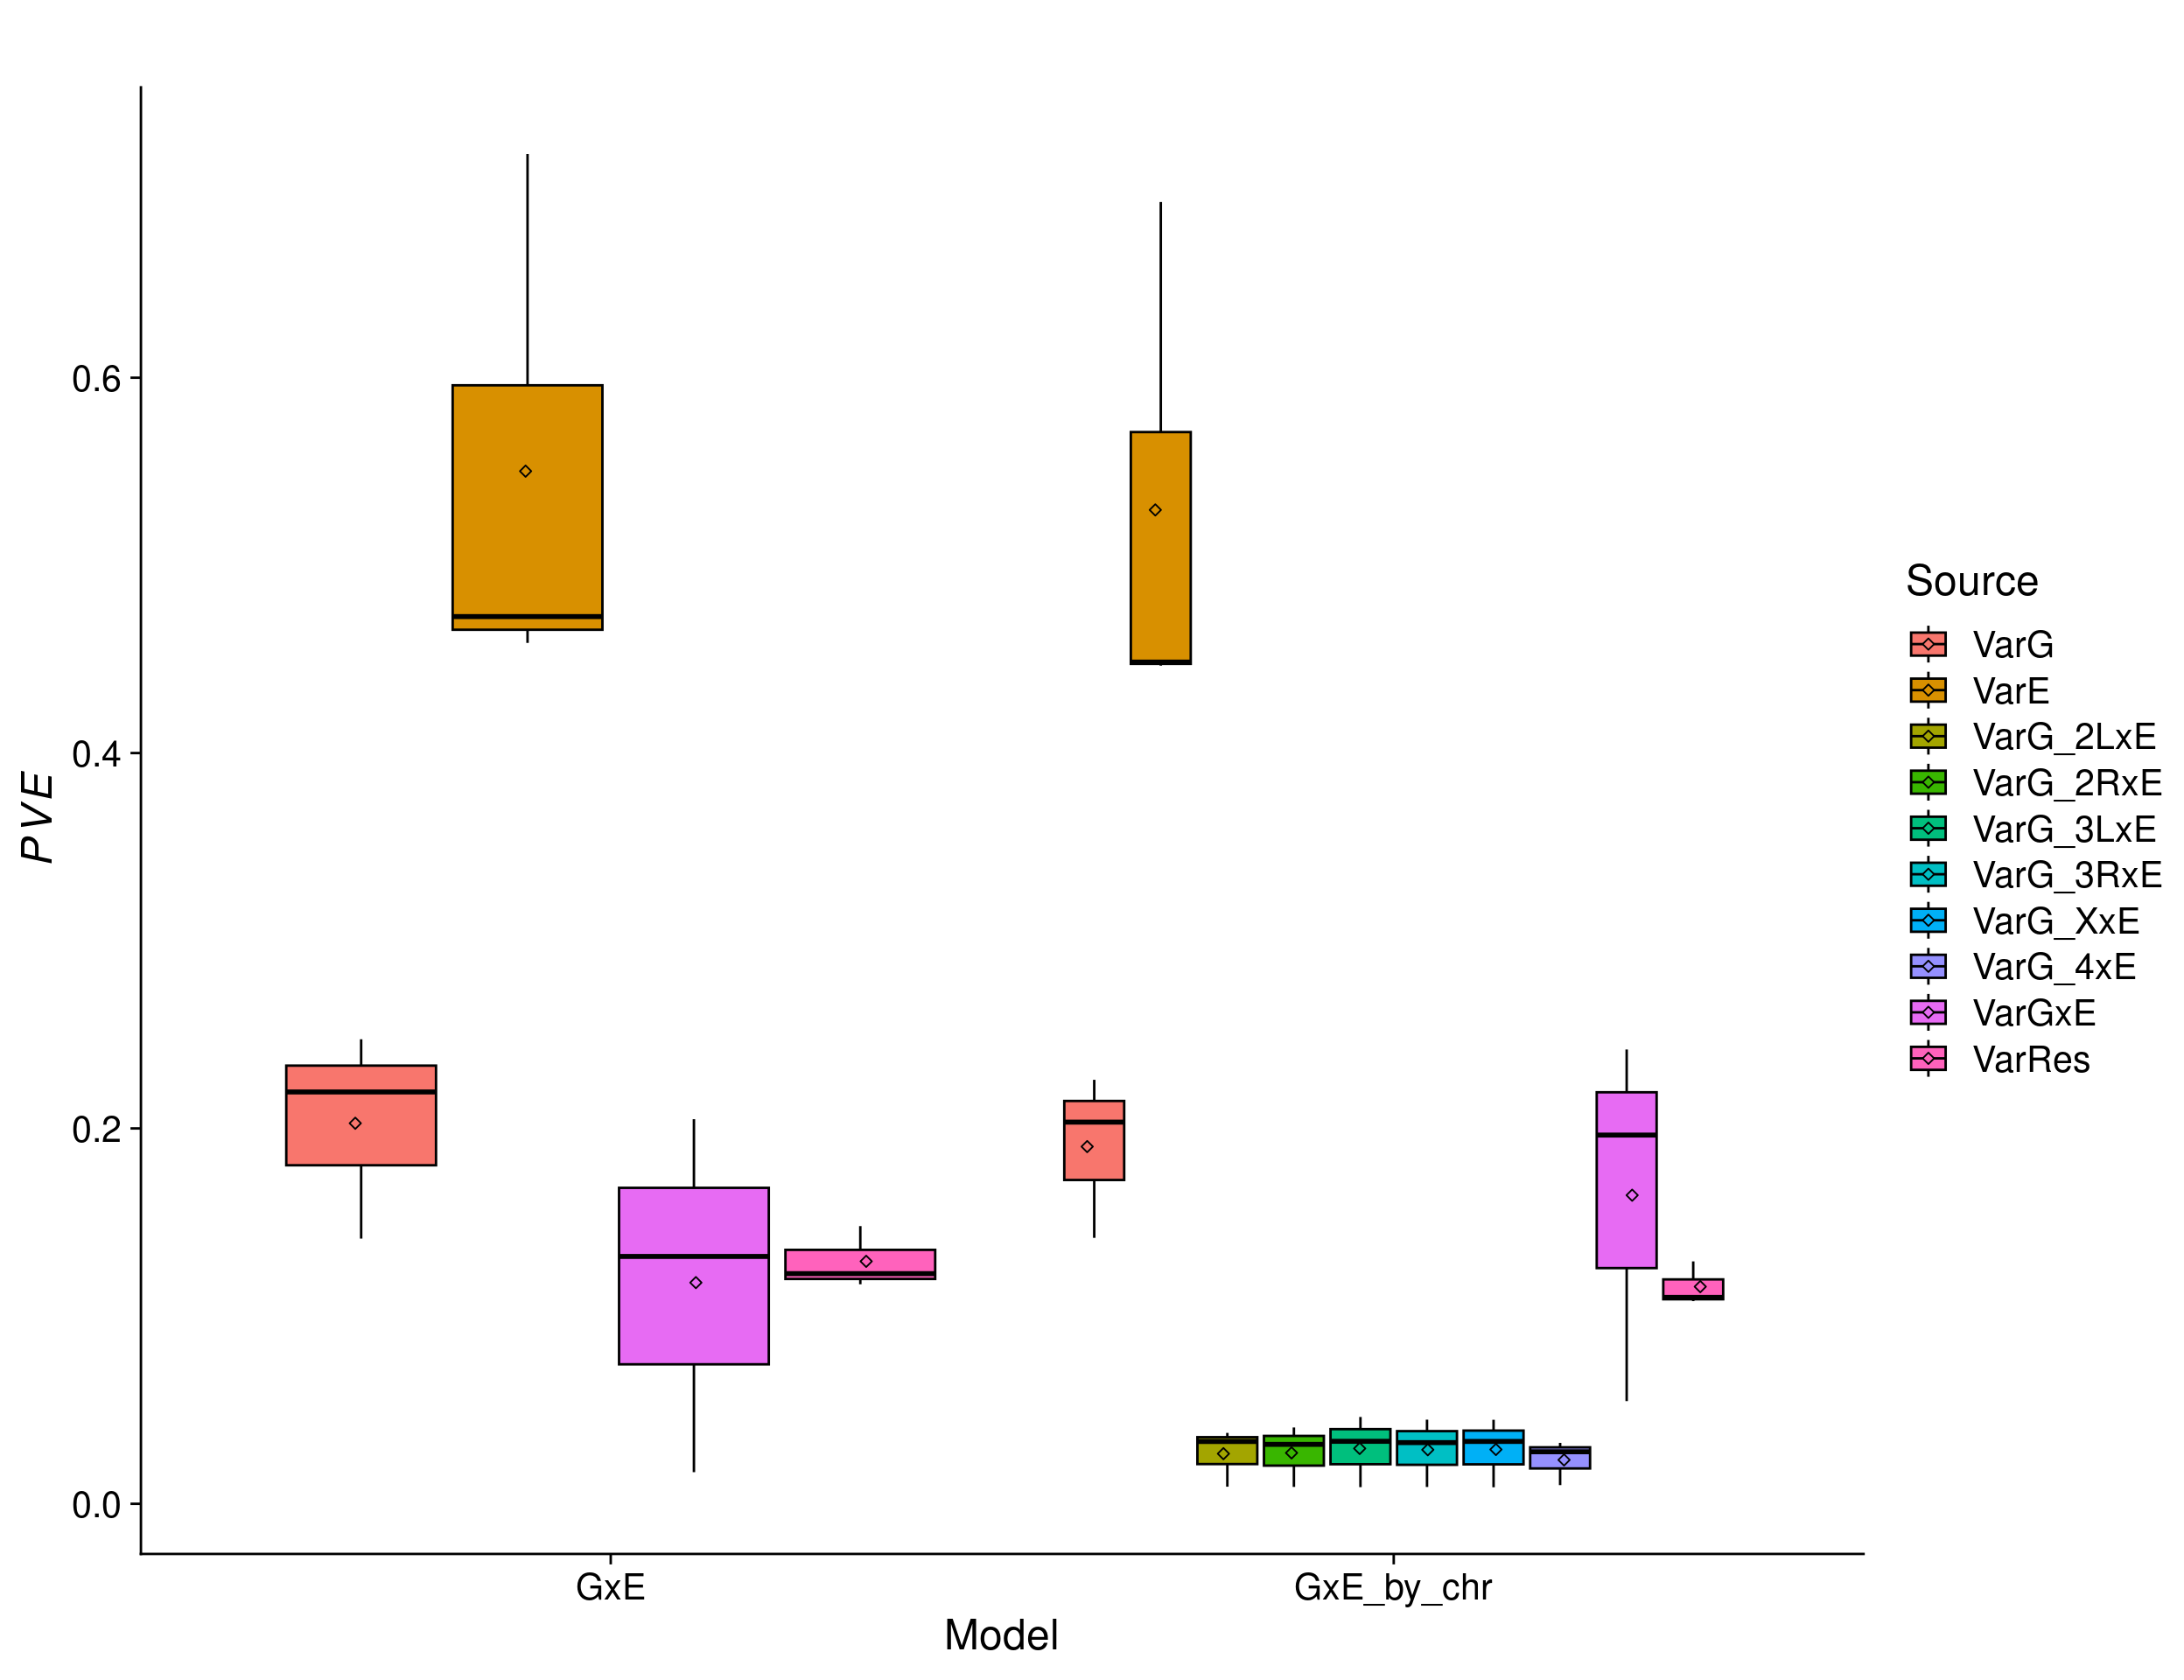 0.6
0.4
0.2
0.0
PVE
GxE
GxE_by_chr
Model
Source
VarG
VarE
VarG_2LxE
VarG_2RxE
VarG_3LxE
VarG_3RxE
VarG_XxE
VarG_4xE
VarGxE
VarRes